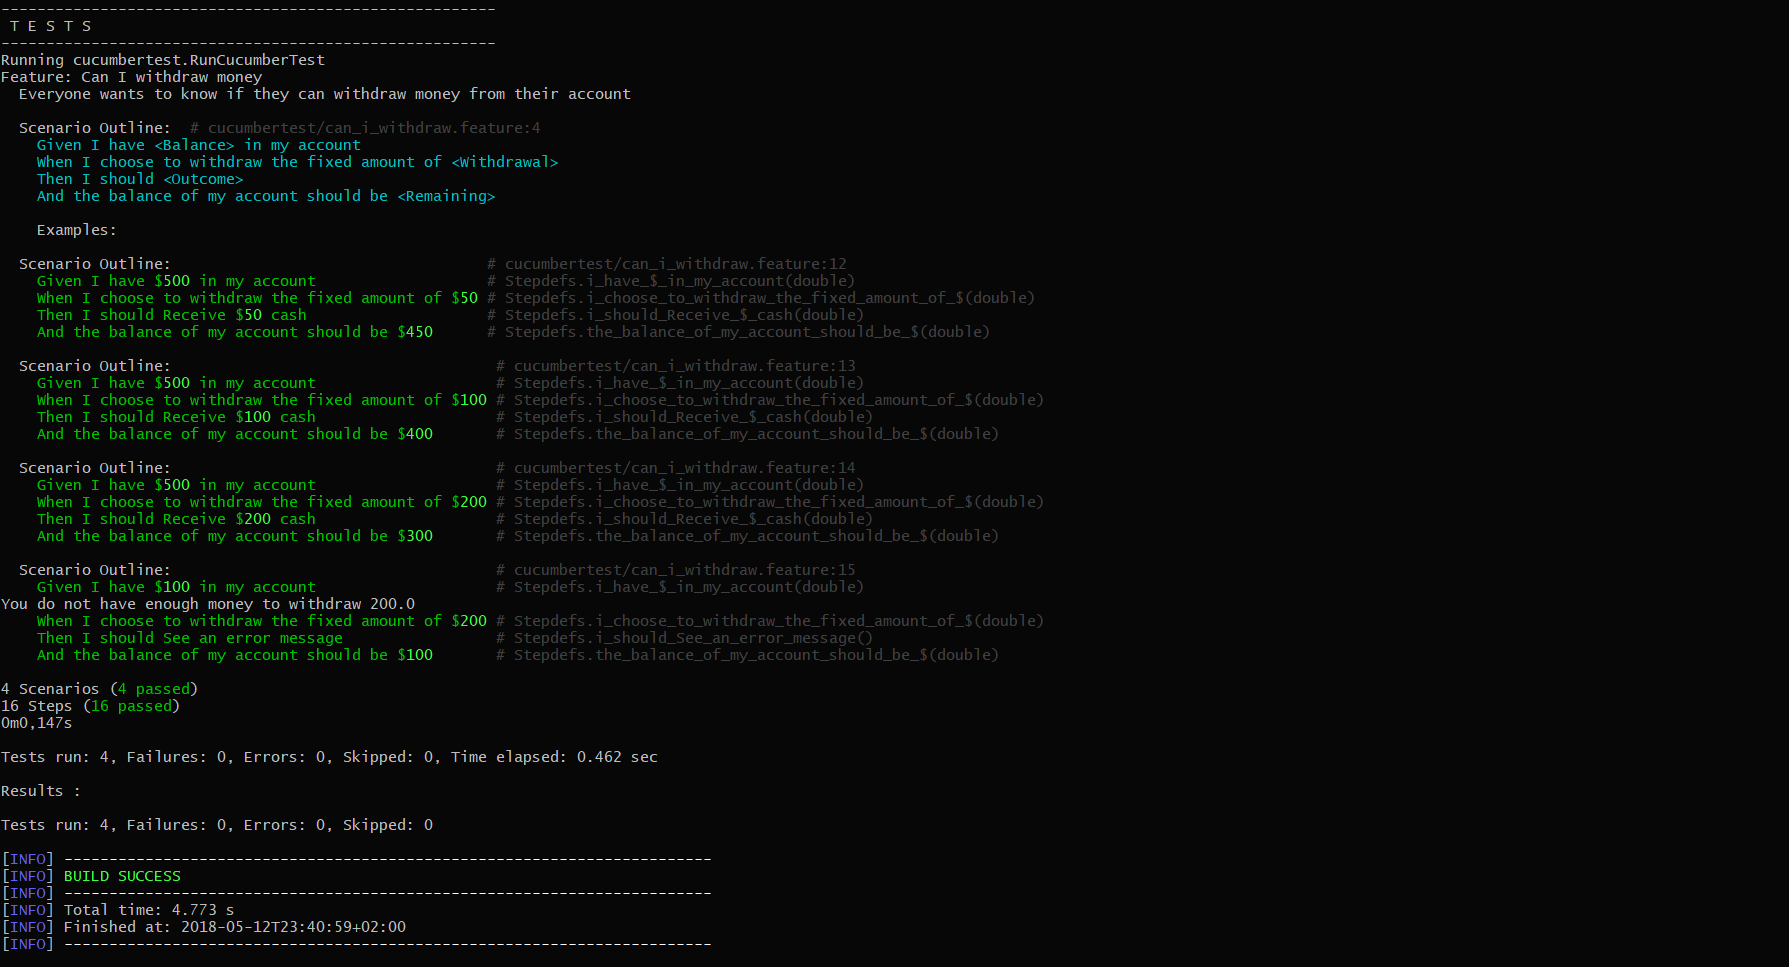 -------------------------------------------------------
 T E S T S
-------------------------------------------------------
Running cucumbertest.RunCucumberTest
Feature: Can I withdraw money
  Everyone wants to know if they can withdraw money from their account

  Scenario Outline:  # cucumbertest/can_i_withdraw.feature:4
    Given I have <Balance> in my account
    When I choose to withdraw the fixed amount of <Withdrawal>
    Then I should <Outcome>
    And the balance of my account should be <Remaining>

    Examples:

  Scenario Outline:                                   # cucumbertest/can_i_withdraw.feature:12
    Given I have $500 in my account                   # Stepdefs.i_have_$_in_my_account(double)
    When I choose to withdraw the fixed amount of $50 # Stepdefs.i_choose_to_withdraw_the_fixed_amount_of_$(double)
    Then I should Receive $50 cash                    # Stepdefs.i_should_Receive_$_cash(double)
    And the balance of my account should be $450      # Stepdefs.the_balance_of_my_account_should_be_$(double)

  Scenario Outline:                                    # cucumbertest/can_i_withdraw.feature:13
    Given I have $500 in my account                    # Stepdefs.i_have_$_in_my_account(double)
    When I choose to withdraw the fixed amount of $100 # Stepdefs.i_choose_to_withdraw_the_fixed_amount_of_$(double)
    Then I should Receive $100 cash                    # Stepdefs.i_should_Receive_$_cash(double)
    And the balance of my account should be $400       # Stepdefs.the_balance_of_my_account_should_be_$(double)

  Scenario Outline:                                    # cucumbertest/can_i_withdraw.feature:14
    Given I have $500 in my account                    # Stepdefs.i_have_$_in_my_account(double)
    When I choose to withdraw the fixed amount of $200 # Stepdefs.i_choose_to_withdraw_the_fixed_amount_of_$(double)
    Then I should Receive $200 cash                    # Stepdefs.i_should_Receive_$_cash(double)
    And the balance of my account should be $300       # Stepdefs.the_balance_of_my_account_should_be_$(double)

  Scenario Outline:                                    # cucumbertest/can_i_withdraw.feature:15
    Given I have $100 in my account                    # Stepdefs.i_have_$_in_my_account(double)
You do not have enough money to withdraw 200.0
    When I choose to withdraw the fixed amount of $200 # Stepdefs.i_choose_to_withdraw_the_fixed_amount_of_$(double)
    Then I should See an error message                 # Stepdefs.i_should_See_an_error_message()
    And the balance of my account should be $100       # Stepdefs.the_balance_of_my_account_should_be_$(double)

4 Scenarios (4 passed)
16 Steps (16 passed)
0m0,147s

Tests run: 4, Failures: 0, Errors: 0, Skipped: 0, Time elapsed: 0.462 sec

Results :

Tests run: 4, Failures: 0, Errors: 0, Skipped: 0

[INFO] ------------------------------------------------------------------------
[INFO] BUILD SUCCESS
[INFO] ------------------------------------------------------------------------
[INFO] Total time: 4.773 s
[INFO] Finished at: 2018-05-12T23:40:59+02:00
[INFO] ------------------------------------------------------------------------